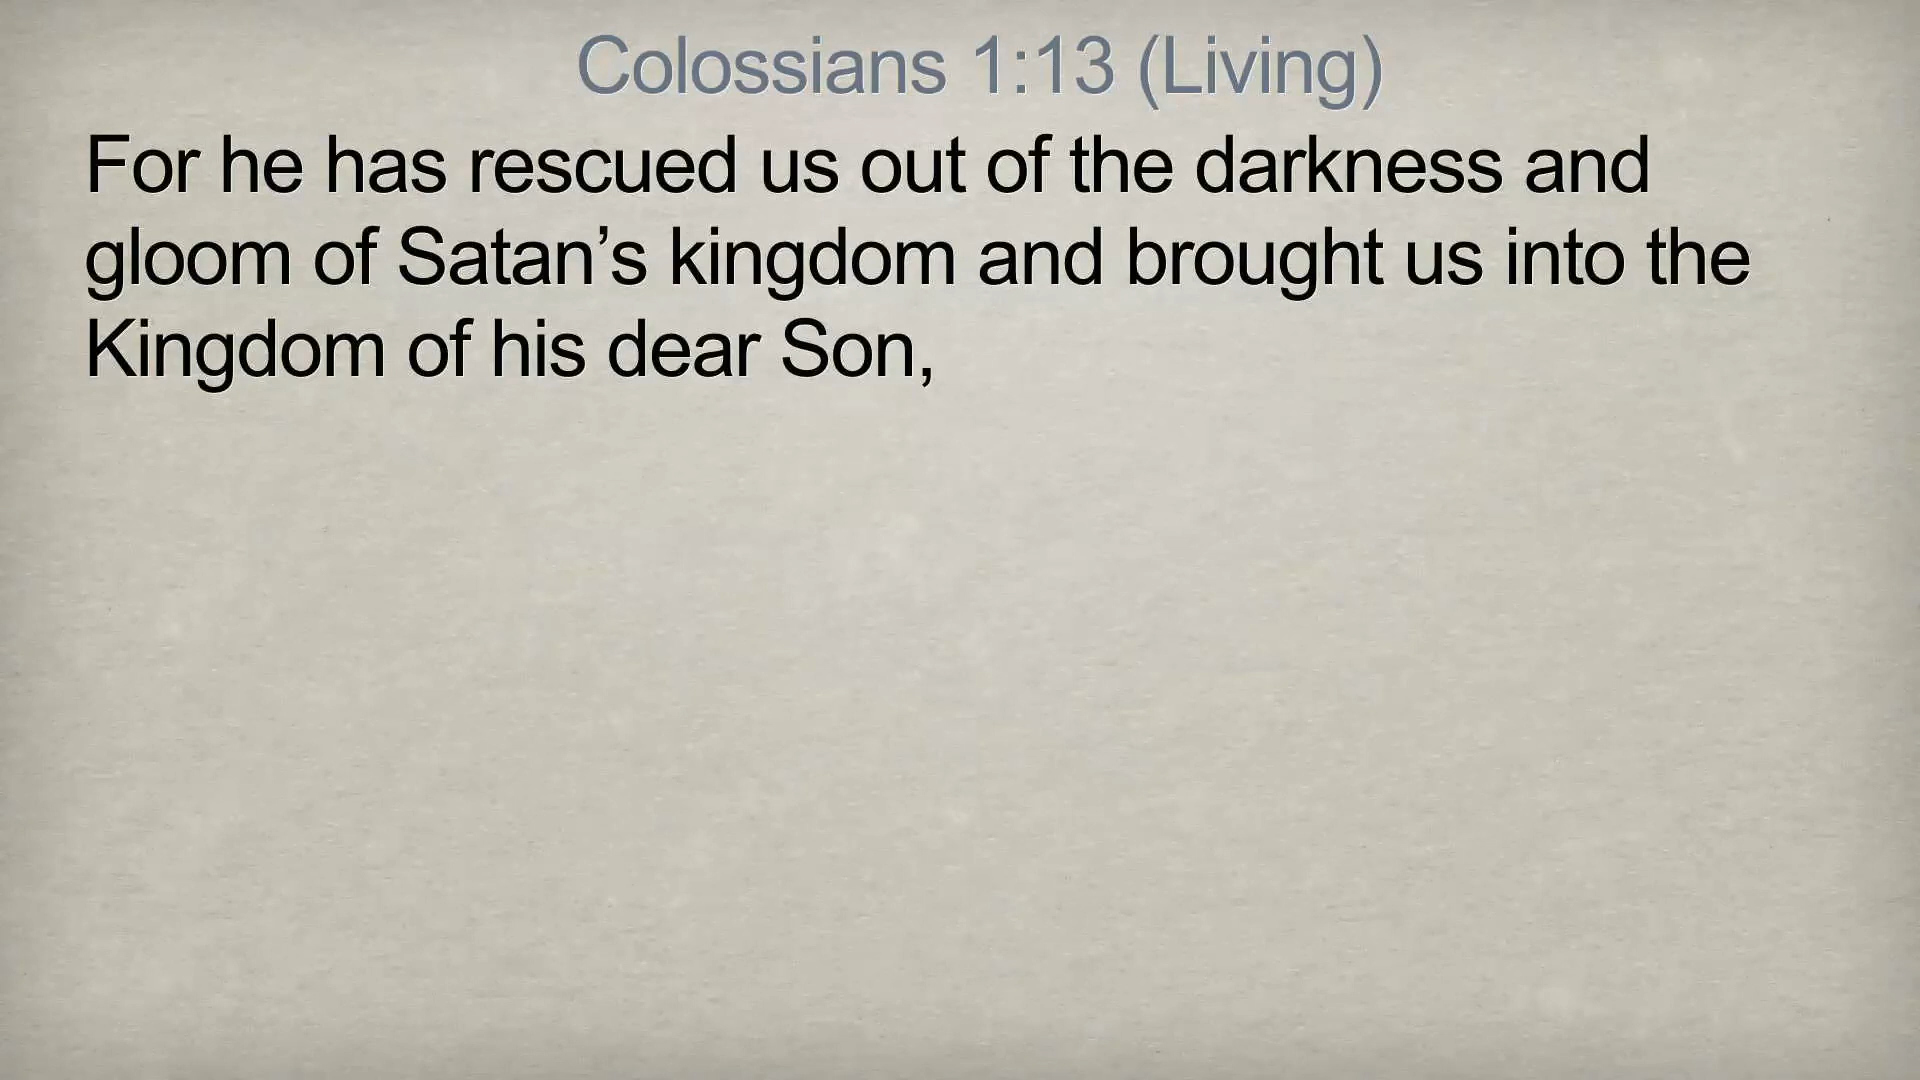 Colossians 1:13 (Living)
For he has rescued us out of the darkness and
gloom of Satan’s kingdom and brought us into the
Kingdom of his dear Son,